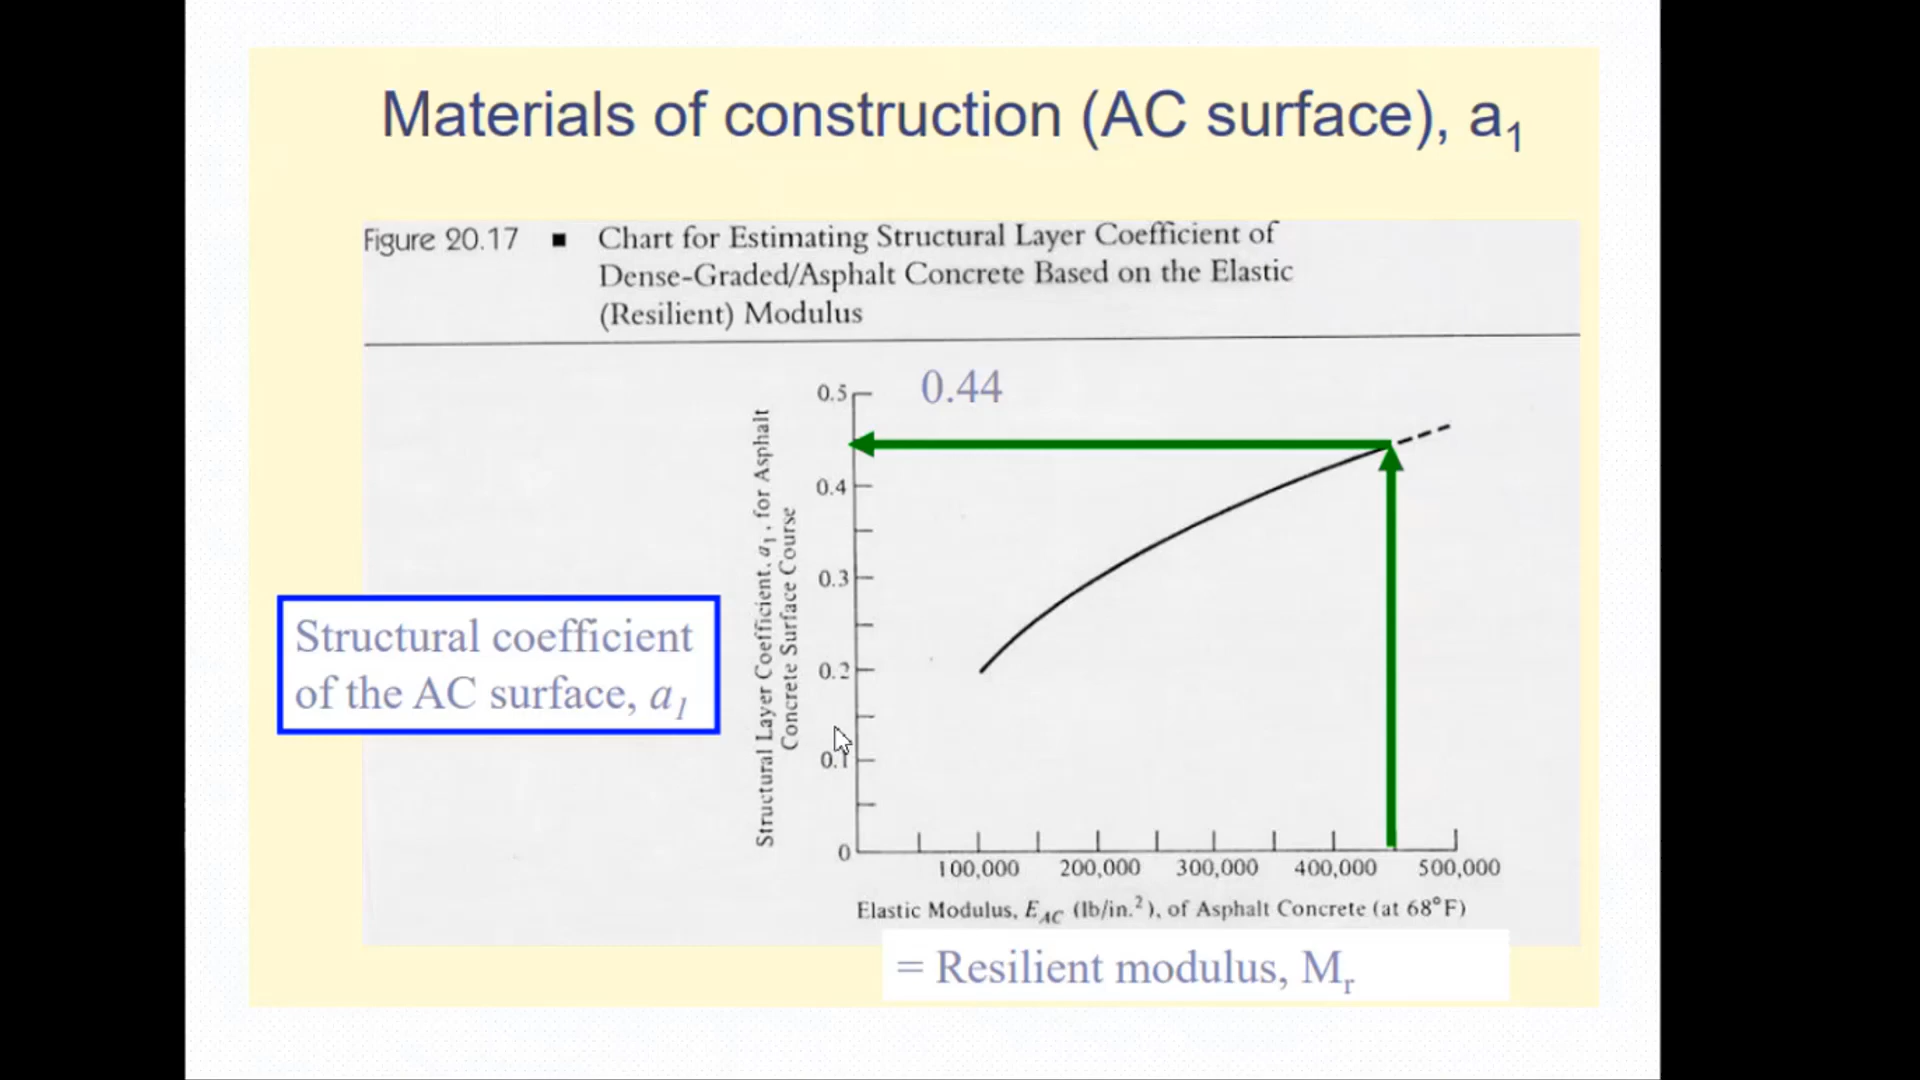 Materials of construction (AC surface), a1
Figure 20.17 ■ Chart for Estimating Structural Layer Coefficient of
Dense-Graded/Asphalt Concrete Based on the Elastic
(Resilient) Modulus
0.44
0.5
0.4
0.3
0.2
0.1
0
Structural Layer Coefficient, a1, for Asphalt
Concrete Surface Course
Structural coefficient
of the AC surface, a1
100,000 200,000 300,000 400,000 500,000
Elastic Modulus, EAC (lb/in.²), of Asphalt Concrete (at 68°F)
= Resilient modulus, Mr